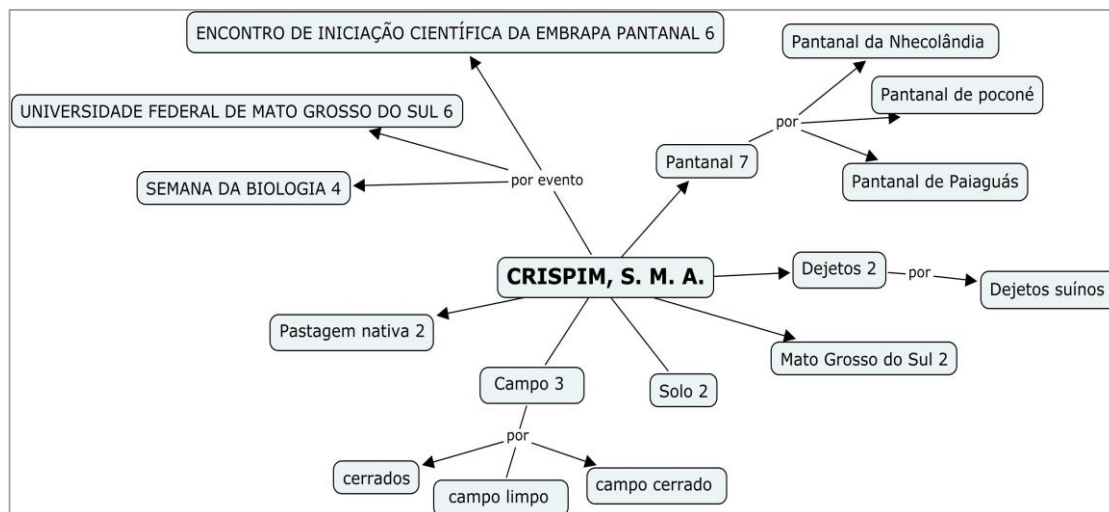 ENCONTRO DE INICIAÇÃO CIENTÍFICA DA EMBRAPA PANTANAL 6
Pantanal da Nhecolândia
UNIVERSIDADE FEDERAL DE MATO GROSSO DO SUL 6
Pantanal de poconé
por
Pantanal 7
SEMANA DA BIOLOGIA 4
por evento
Pantanal de Paiaguás
CRISPIM, S. M. A.
Dejetos 2
por
Dejetos suínos
Pastagem nativa 2
Mato Grosso do Sul 2
Campo 3
Solo 2
por
cerrados
campo limpo
campo cerrado